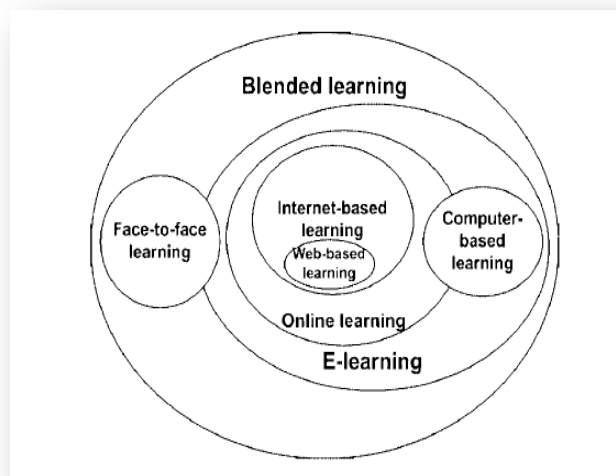 Blended learning
Face-to-face
learning
Internet-based
learning
Web-based
learning
Computer-
based
learning
Online learning
E-learning